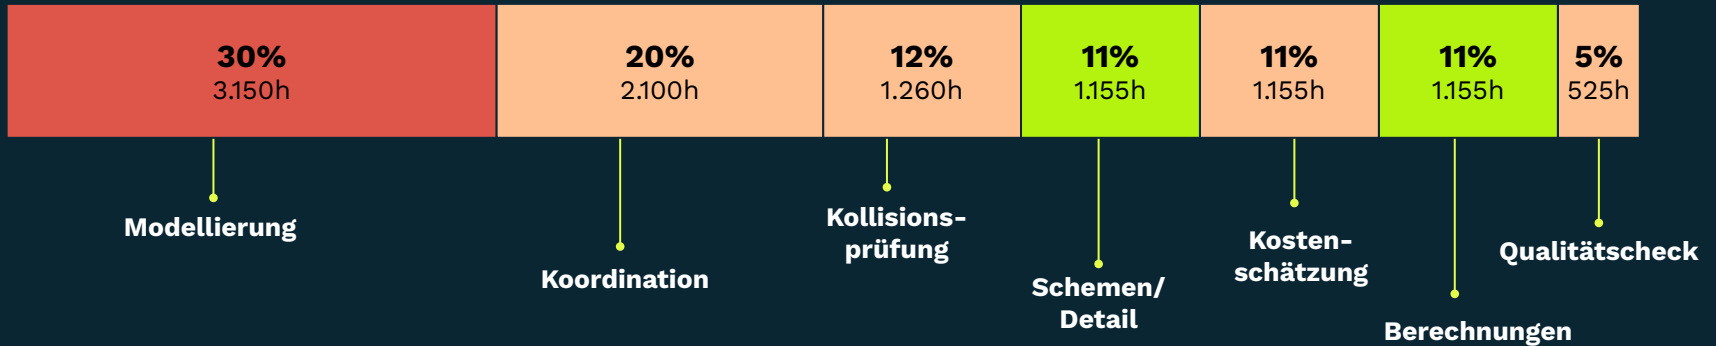 30%
3.150h
20%
2.100h
12%
1.260h
11%
1.155h
11%
1.155h
11%
1.155h
5%
525h
Modellierung
Koordination
Kollisions-
prüfung
Schemen/
Detail
Kosten-
schätzung
Berechnungen
Qualitätscheck